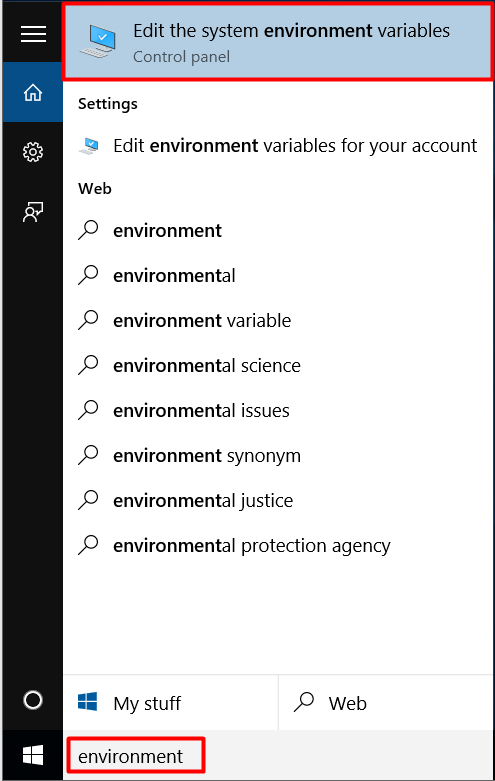 Edit the system environment variables
Control panel
Settings
Edit environment variables for your account
Web
environment
environmental
environment variable
environmental science
environmental issues
environment synonym
environmental justice
environmental protection agency
My stuff
Web
environment